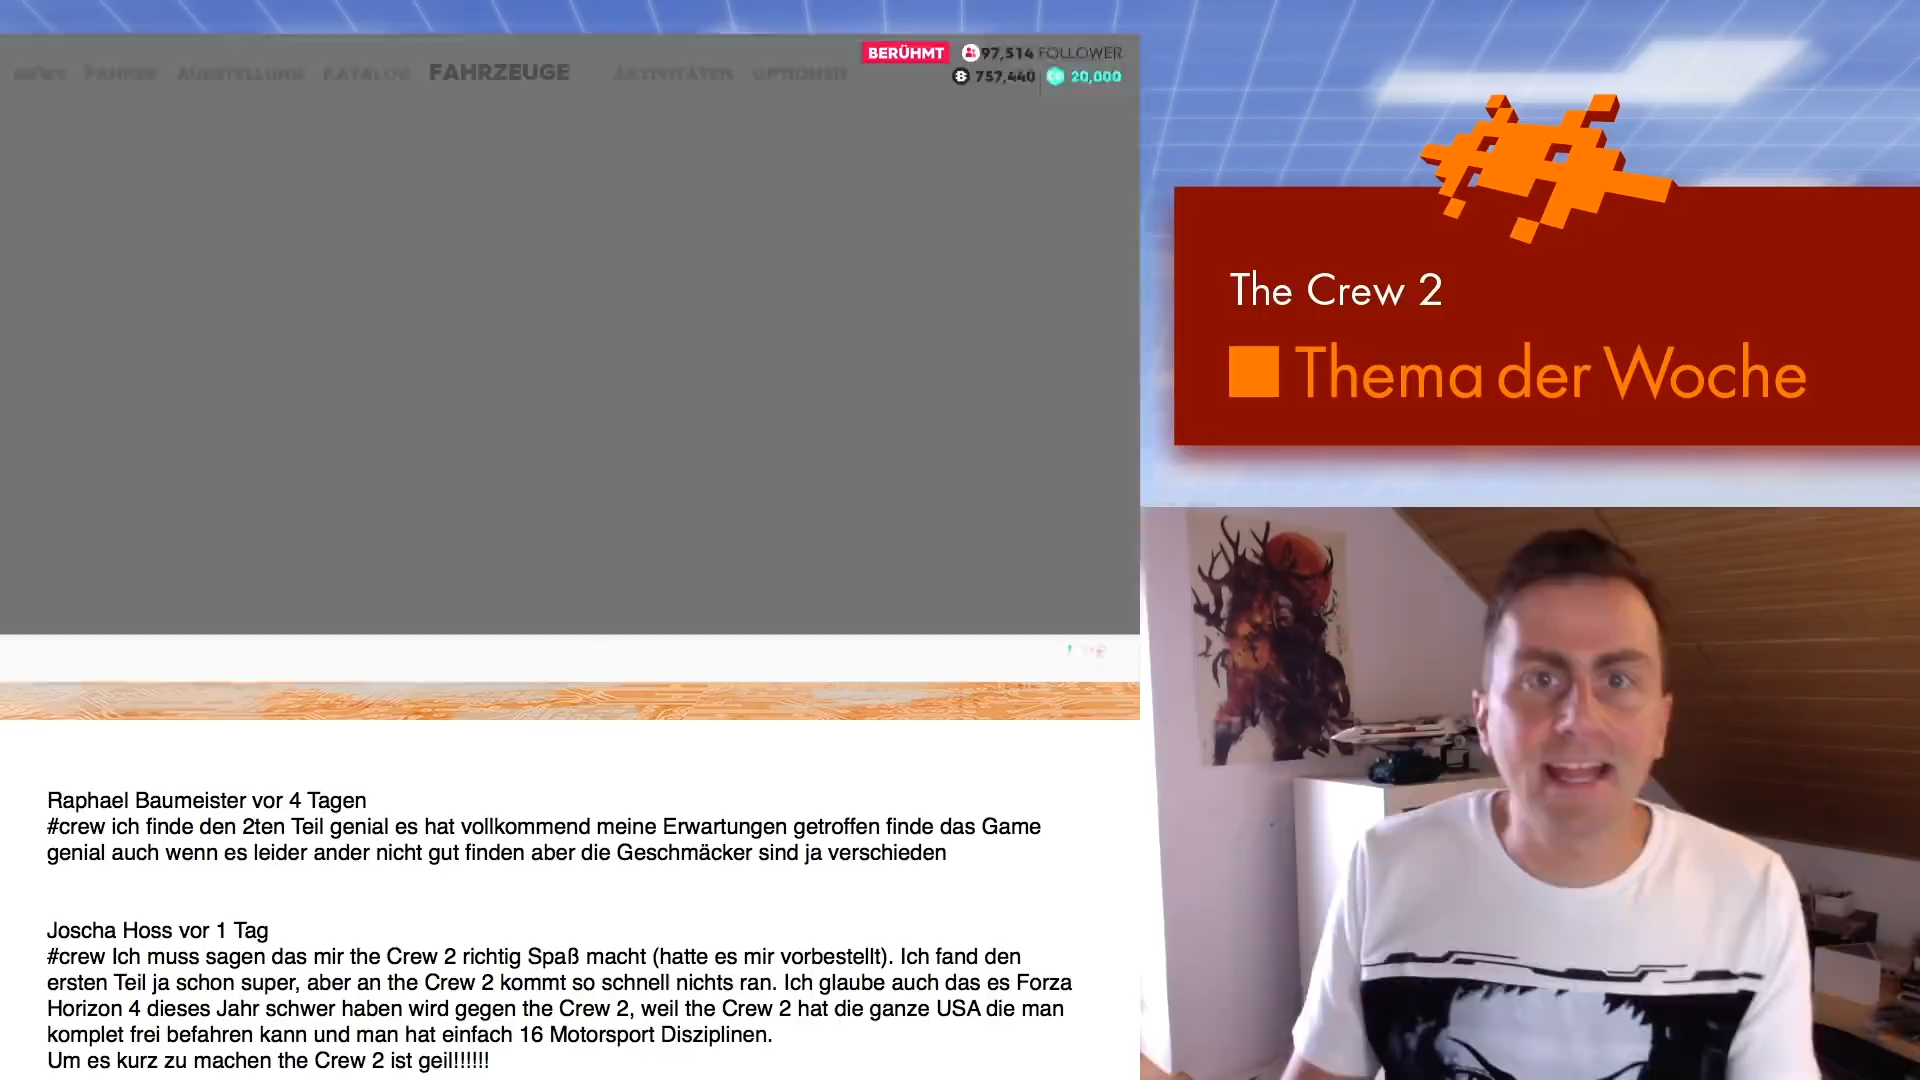 NEWS FAHRER AUSSTELLUNG KATALOG FAHRZEUGE AKTIVITÄTEN OPTIONEN
BERÜHMT 97,514 FOLLOWER
757,440 20,000
The Crew 2
Thema der Woche
Raphael Baumeister vor 4 Tagen
#crew ich finde den 2ten Teil genial es hat vollkommend meine Erwartungen getroffen finde das Game
genial auch wenn es leider ander nicht gut finden aber die Geschmäcker sind ja verschieden
Joscha Hoss vor 1 Tag
#crew Ich muss sagen das mir the Crew 2 richtig Spaß macht (hatte es mir vorbestellt). Ich fand den
ersten Teil ja schon super, aber an the Crew 2 kommt so schnell nichts ran. Ich glaube auch das es Forza
Horizon 4 dieses Jahr schwer haben wird gegen the Crew 2, weil the Crew 2 hat die ganze USA die man
komplet frei befahren kann und man hat einfach 16 Motorsport Disziplinen.
Um es kurz zu machen the Crew 2 ist geil!!!!!!